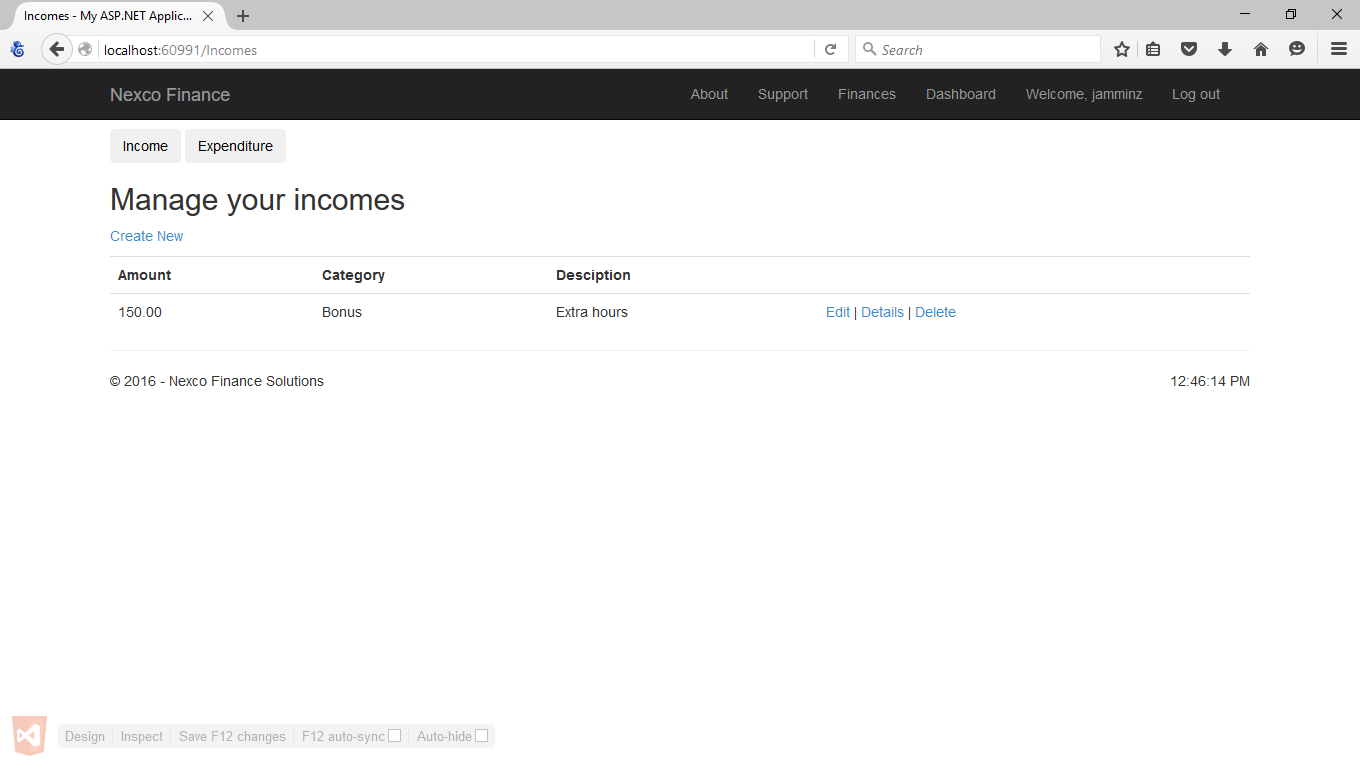 Incomes - My ASP.NET Applic...
localhost:60991/Incomes
Search
Nexco Finance About Support Finances Dashboard Welcome, jamminz Log out
Income Expenditure
Manage your incomes
Create New
Amount Category Desciption
150.00 Bonus Extra hours Edit | Details | Delete
© 2016 - Nexco Finance Solutions 12:46:14 PM
Design Inspect Save F12 changes F12 auto-sync Auto-hide